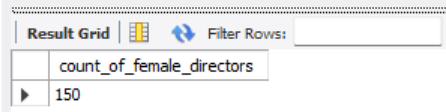 Result Grid Filter Rows:
count_of_female_directors
150